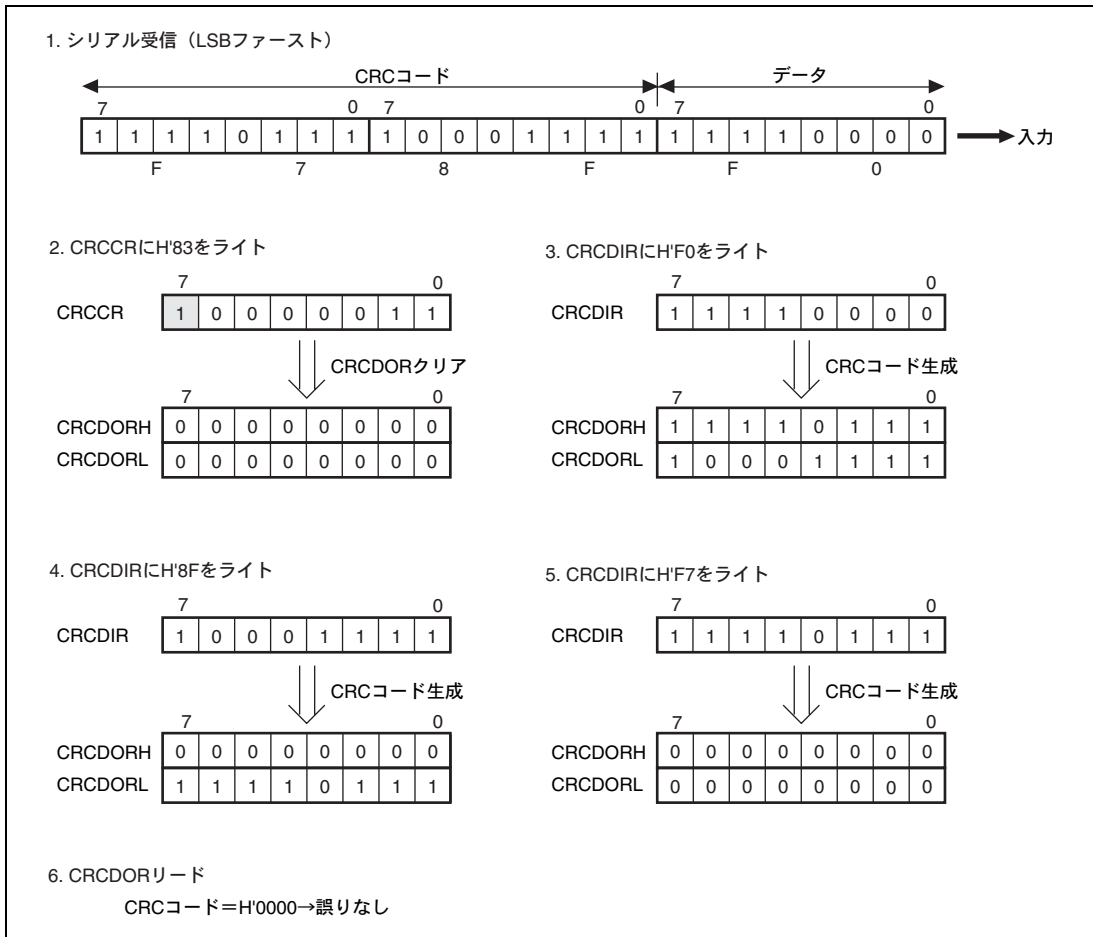 1. シリアル受信（LSBファースト）
CRCコード データ
7 0 7 0 7 0
1 1 1 1 0 1 1 1 1 0 0 0 1 1 1 1 1 1 1 1 0 0 0 0 入力
F 7 8 F F 0
2. CRCCRにH'83をライト
7 0
CRCCR 1 0 0 0 0 0 1 1
CRCDORクリア
7 0
CRCDORH 0 0 0 0 0 0 0 0
CRCDORL 0 0 0 0 0 0 0 0
3. CRCDIRにH'F0をライト
7 0
CRCDIR 1 1 1 1 0 0 0 0
CRCコード生成
7 0
CRCDORH 1 1 1 1 0 1 1 1
CRCDORL 1 0 0 0 1 1 1 1
4. CRCDIRにH'8Fをライト
7 0
CRCDIR 1 0 0 0 1 1 1 1
CRCコード生成
7 0
CRCDORH 0 0 0 0 0 0 0 0
CRCDORL 1 1 1 1 0 1 1 1
5. CRCDIRにH'F7をライト
7 0
CRCDIR 1 1 1 1 0 1 1 1
CRCコード生成
7 0
CRCDORH 0 0 0 0 0 0 0 0
CRCDORL 0 0 0 0 0 0 0 0
6. CRCDORリード
CRCコード＝H'0000→誤りなし